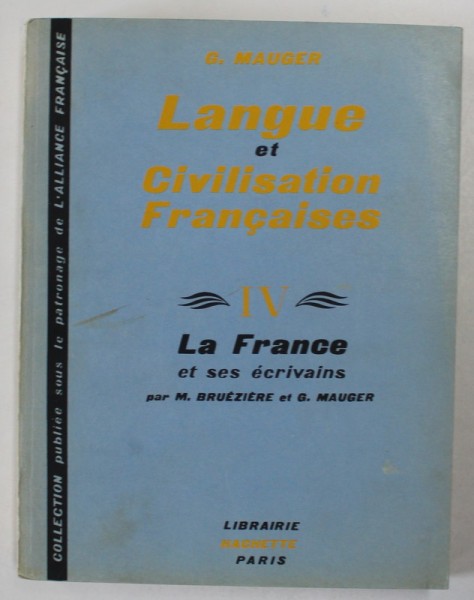 COLLECTION publiée sous le patronage de L'ALLIANCE FRANÇAISE
G. MAUGER
Langue
et
Civilisation
Françaises
IV
La France
et ses écrivains
par M. BRUÉZIÈRE et G. MAUGER
LIBRAIRIE
HACHETTE
PARIS